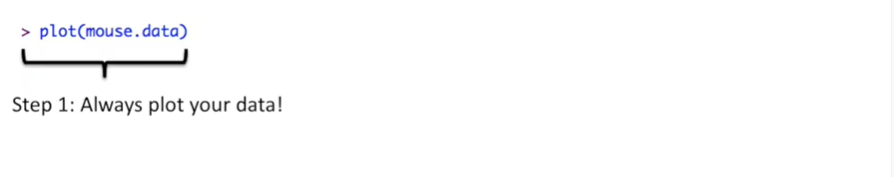 > plot(mouse.data)
Step 1: Always plot your data!